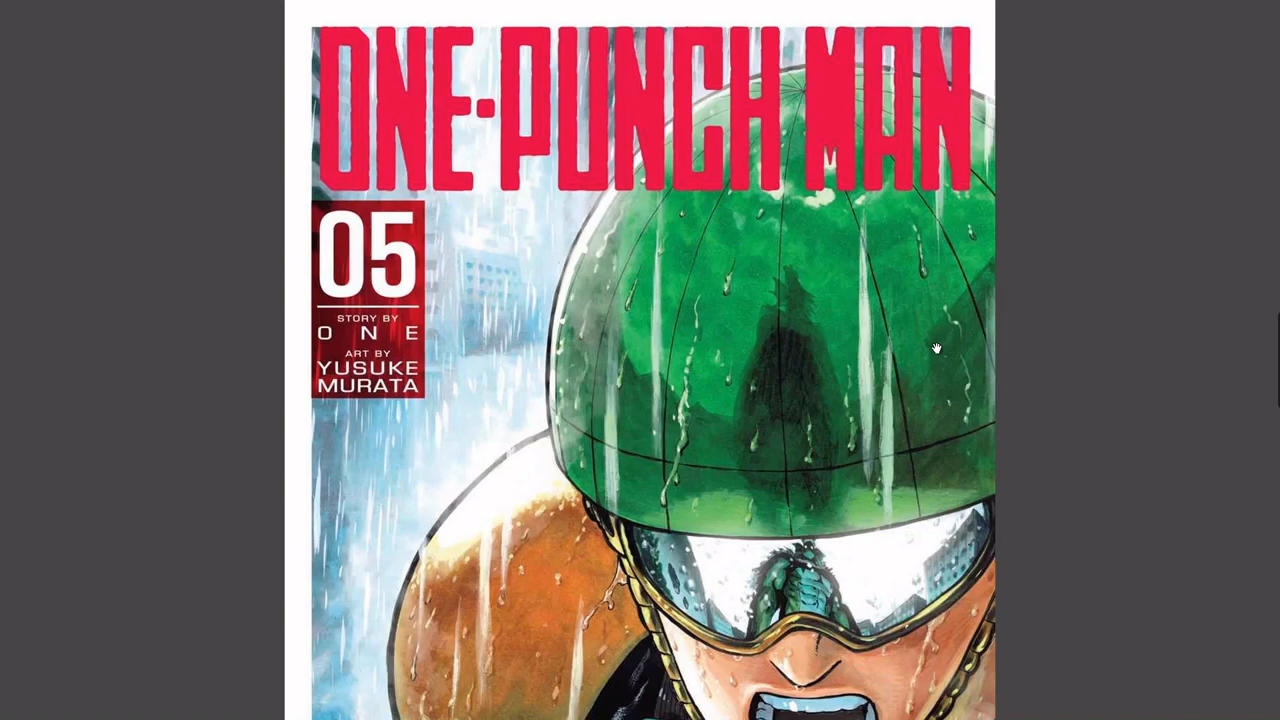 ONE-PUNCH MAN
05
STORY BY
ONE
ART BY
YUSUKE
MURATA